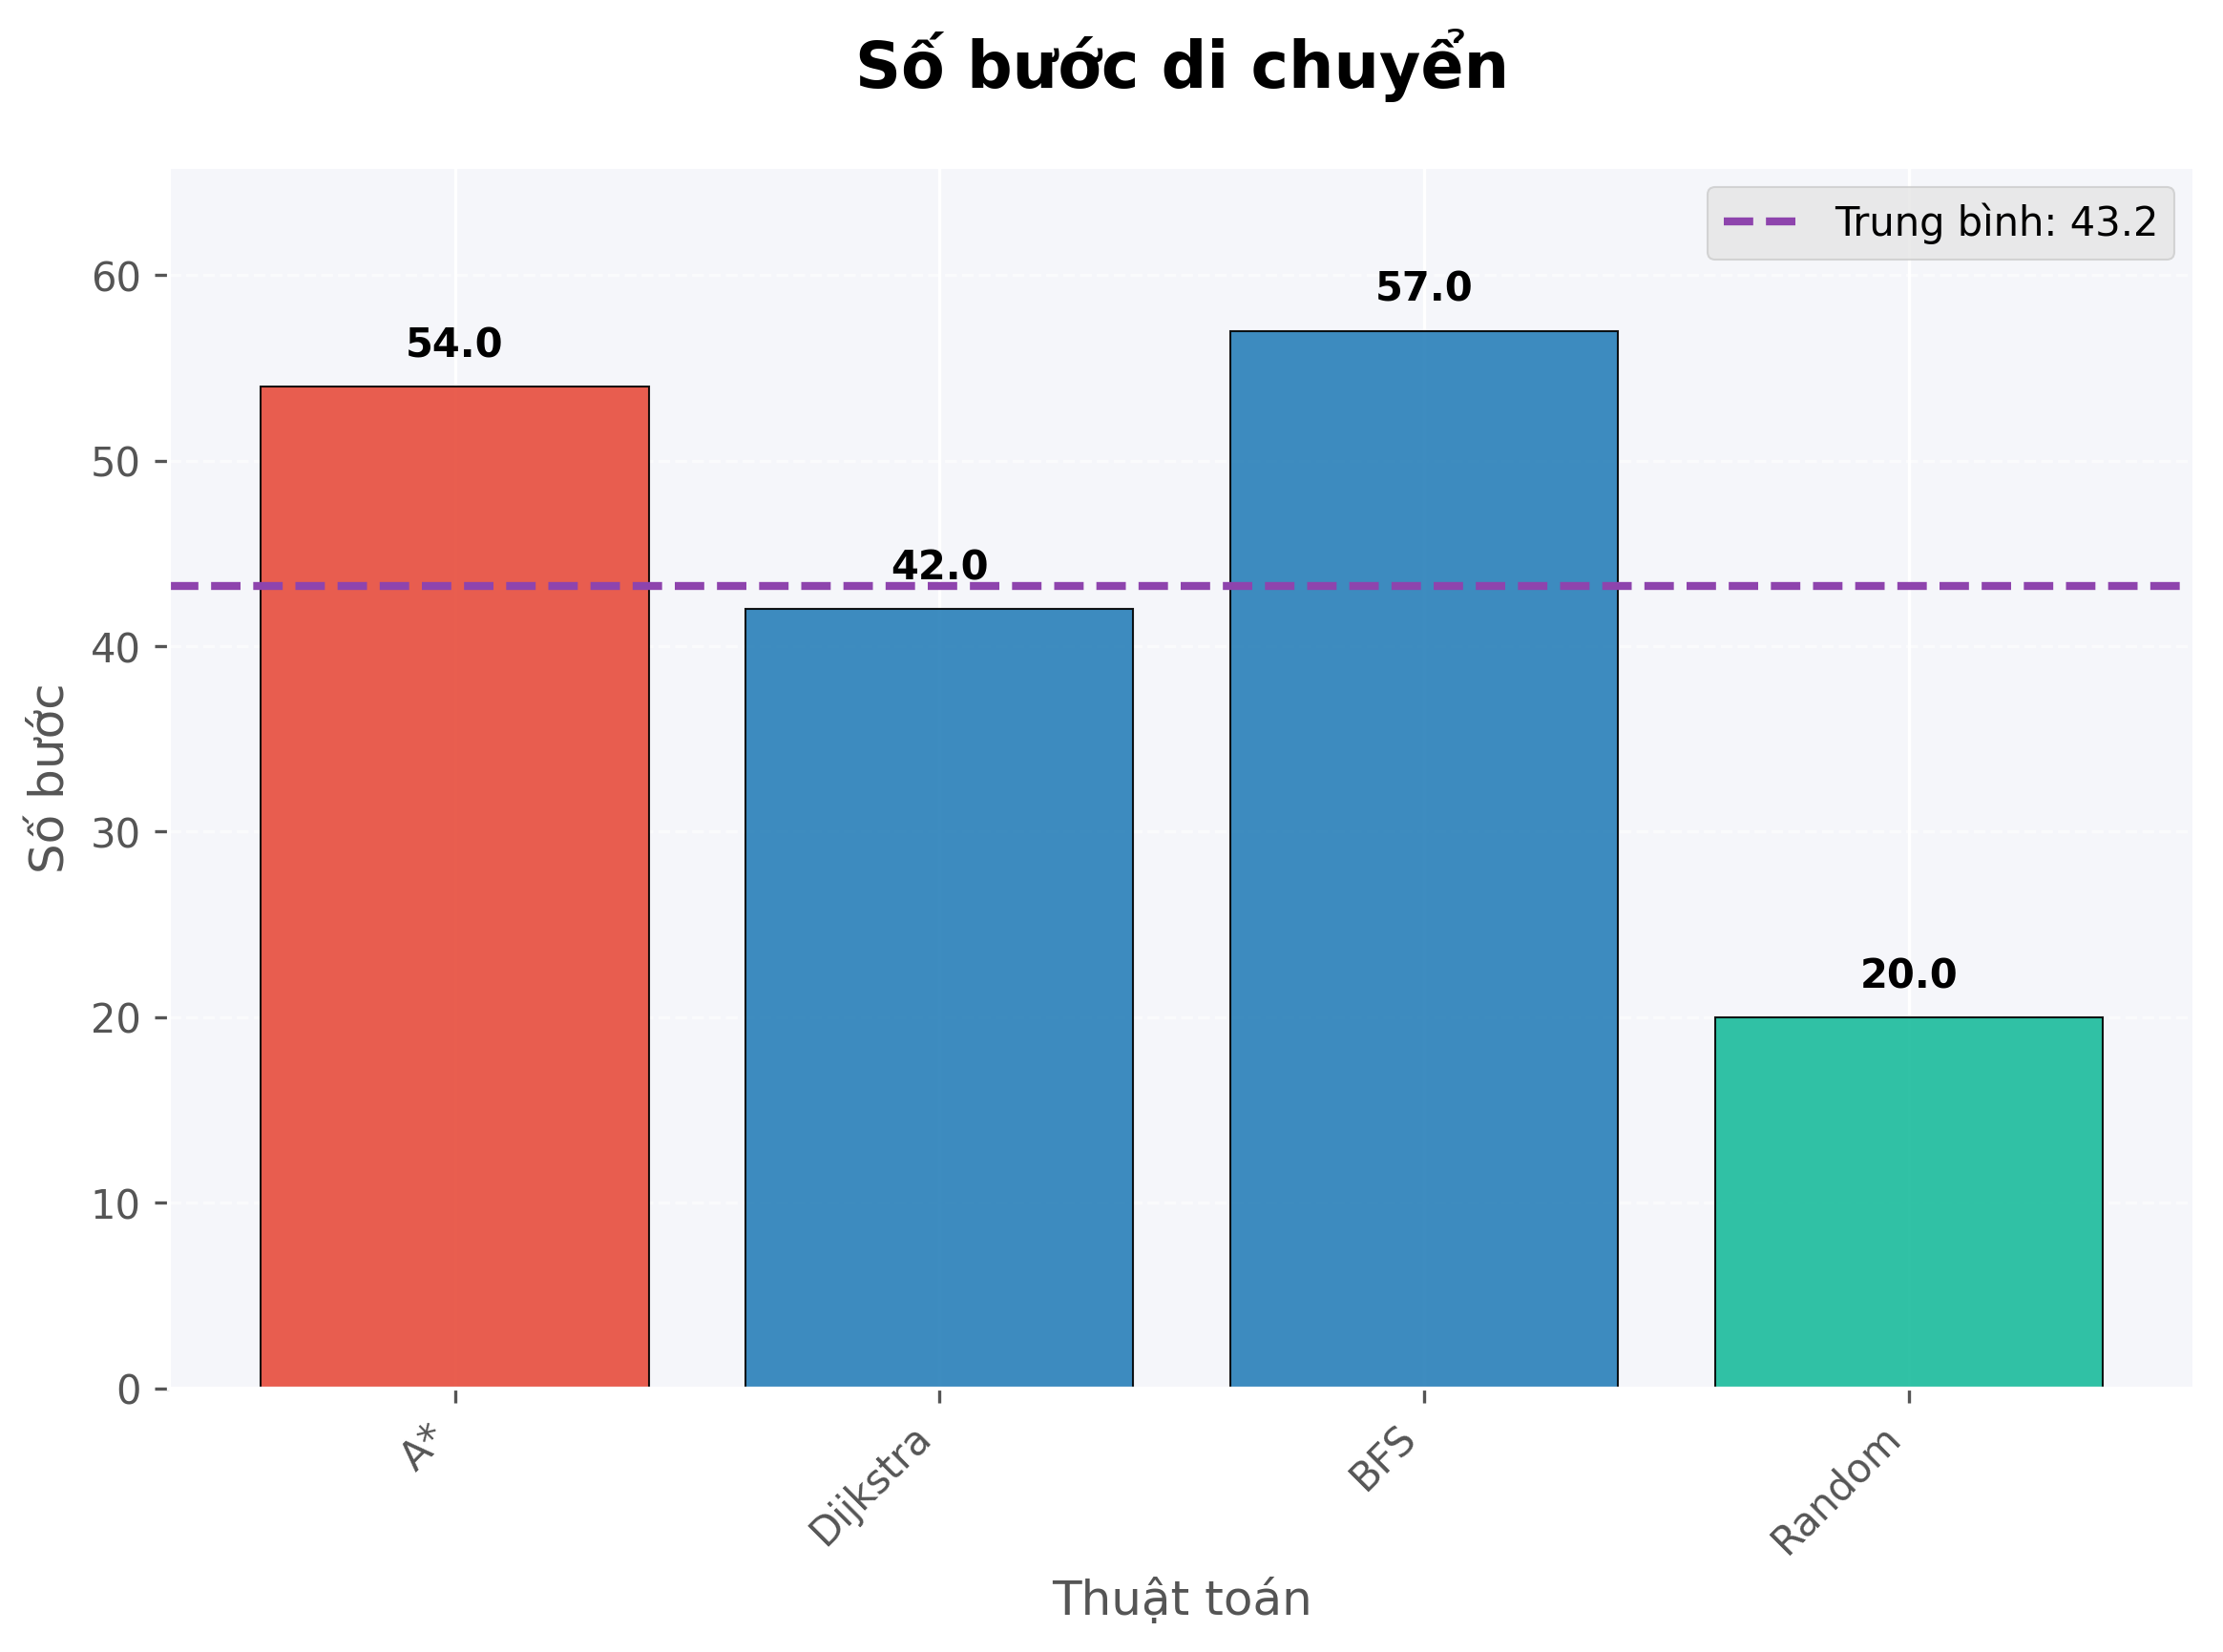 Số bước di chuyển
Trung bình: 43.2
54.0
42.0
57.0
20.0
60
50
40
30
20
10
0
Số bước
A*
Dijkstra
BFS
Random
Thuật toán